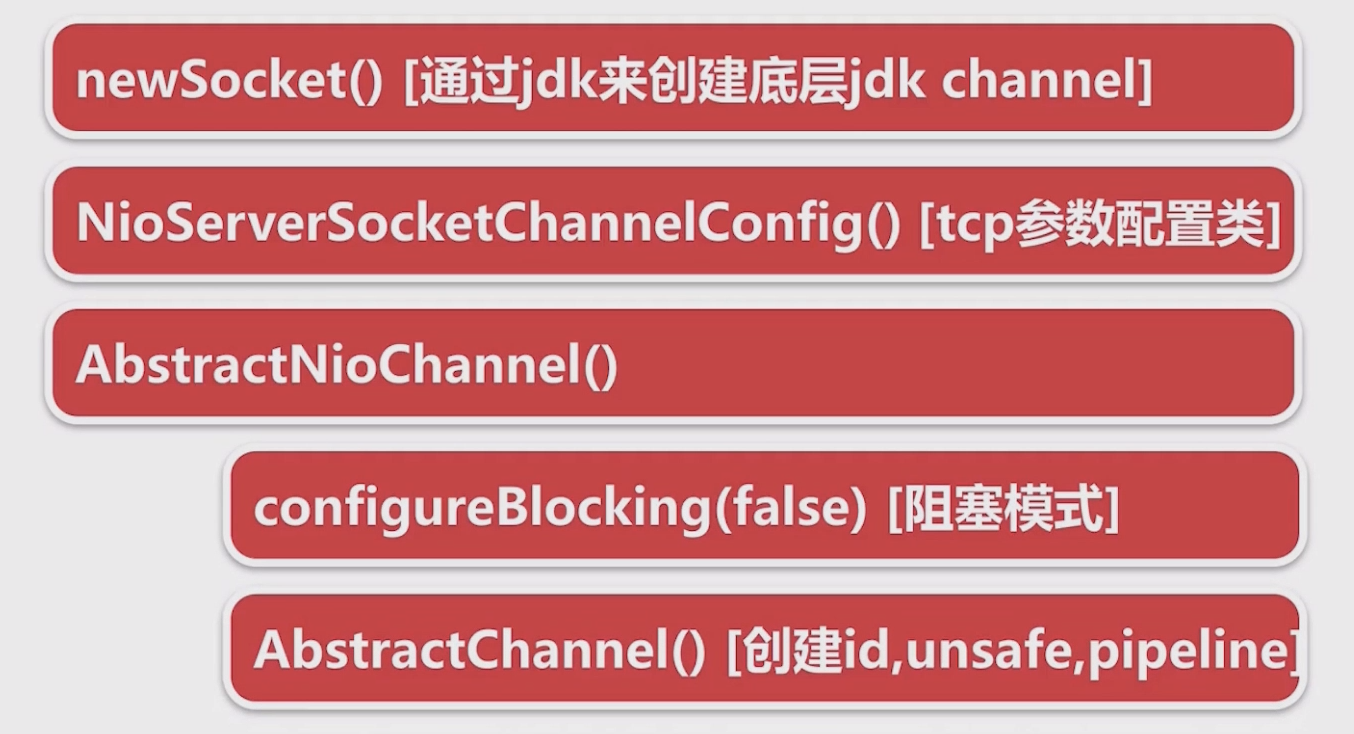 newSocket() [通过jdk来创建底层jdk channel]
NioServerSocketChannelConfig() [tcp参数配置类]
AbstractNioChannel()
configureBlocking(false) [阻塞模式]
AbstractChannel() [创建id,unsafe,pipeline]